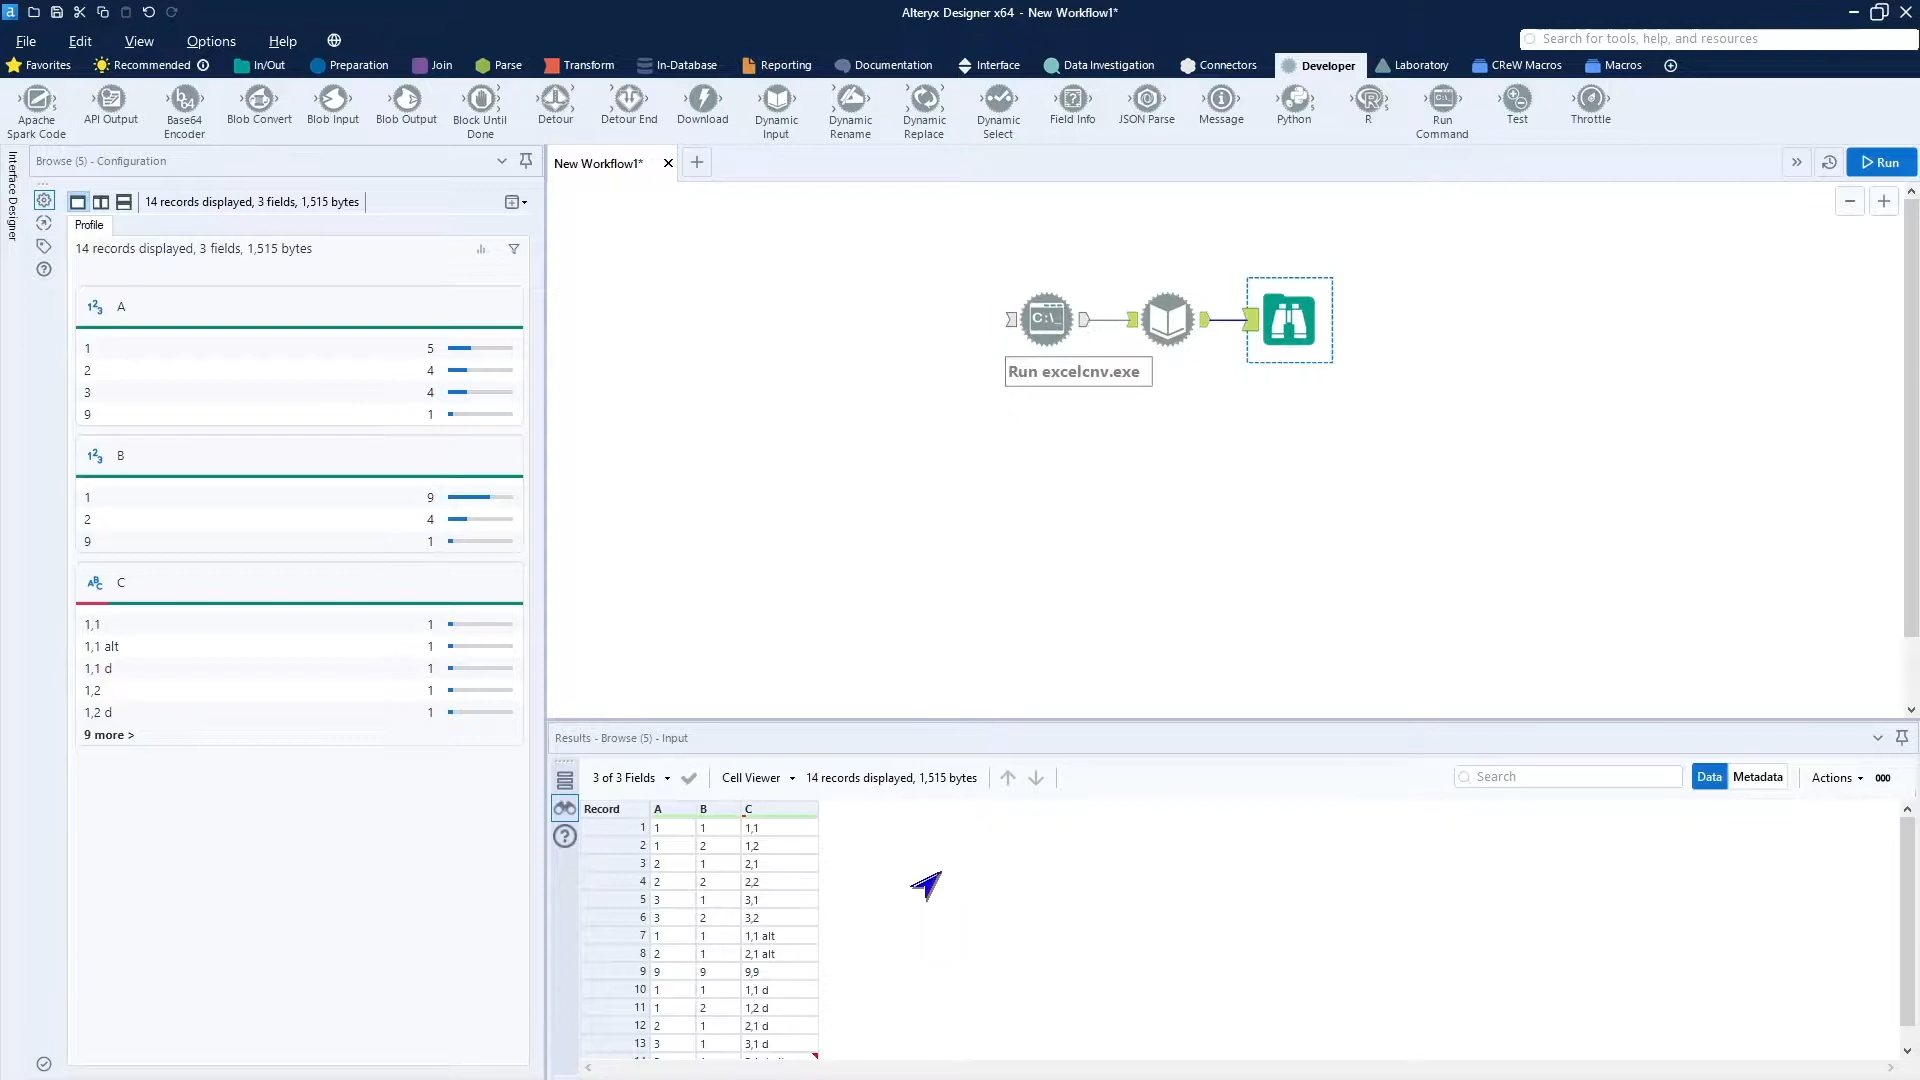 Alteryx Designer x64 - New Workflow1*
File Edit View Options Help
Search for tools, help, and resources
Favorites Recommended In/Out Preparation Join Parse Transform In-Database Reporting Documentation Interface Data Investigation Connectors Developer Laboratory CReW Macros Macros
Apache Spark Code
API Output
Base64 Encoder
Blob Convert
Blob Input
Blob Output
Block Until Done
Detour
Detour End
Download
Dynamic Input
Dynamic Rename
Dynamic Replace
Dynamic Select
Field Info
JSON Parse
Message
Python
R
Run Command
Test
Throttle
Interface Designer
Browse (5) - Configuration
14 records displayed, 3 fields, 1,515 bytes
Profile
14 records displayed, 3 fields, 1,515 bytes
123 A
1 5
2 4
3 4
9 1
123 B
1 9
2 4
9 1
ABC C
1,1 1
1,1 alt 1
1,1 d 1
1,2 1
1,2 d 1
9 more >
New Workflow1*
Run
C:\_
Run excelcnv.exe
Results - Browse (5) - Input
3 of 3 Fields Cell Viewer 14 records displayed, 1,515 bytes Search Data Metadata Actions 000
Record A B C
1 1 1 1,1
2 1 2 1,2
3 2 1 2,1
4 2 2 2,2
5 3 1 3,1
6 3 2 3,2
7 1 1 1,1 alt
8 2 1 2,1 alt
9 9 9 9,9
10 1 1 1,1 d
11 1 2 1,2 d
12 2 1 2,1 d
13 3 1 3,1 d